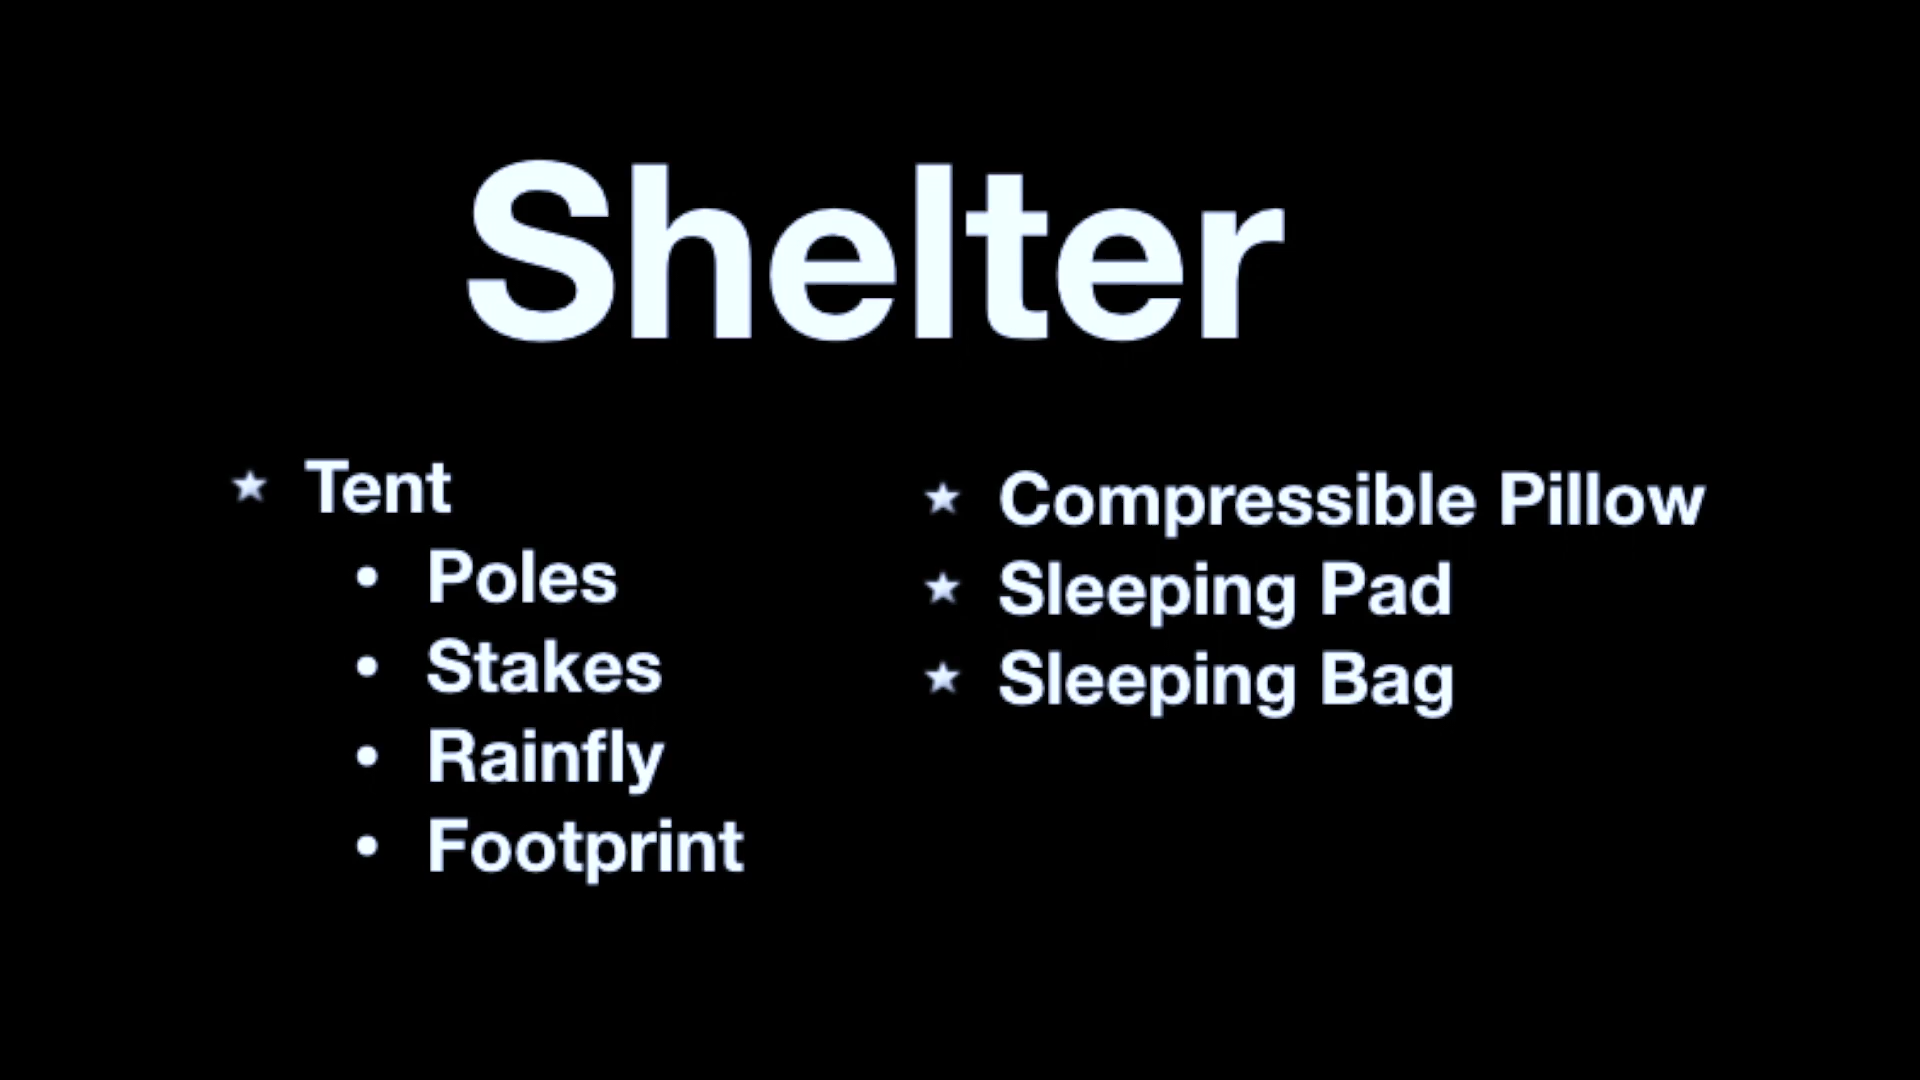 Shelter
★ Tent
• Poles
• Stakes
• Rainfly
• Footprint
★ Compressible Pillow
★ Sleeping Pad
★ Sleeping Bag